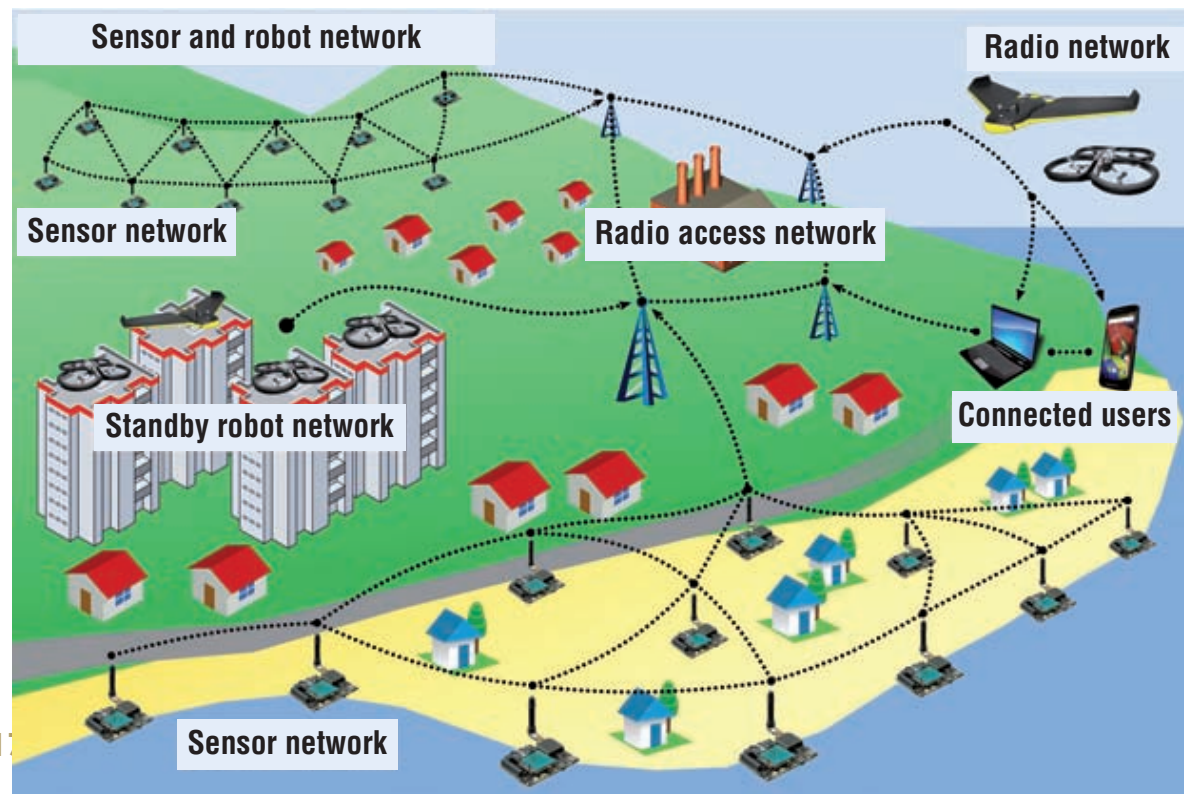 Sensor and robot network
Radio network
Sensor network
Radio access network
Standby robot network
Connected users
Sensor network